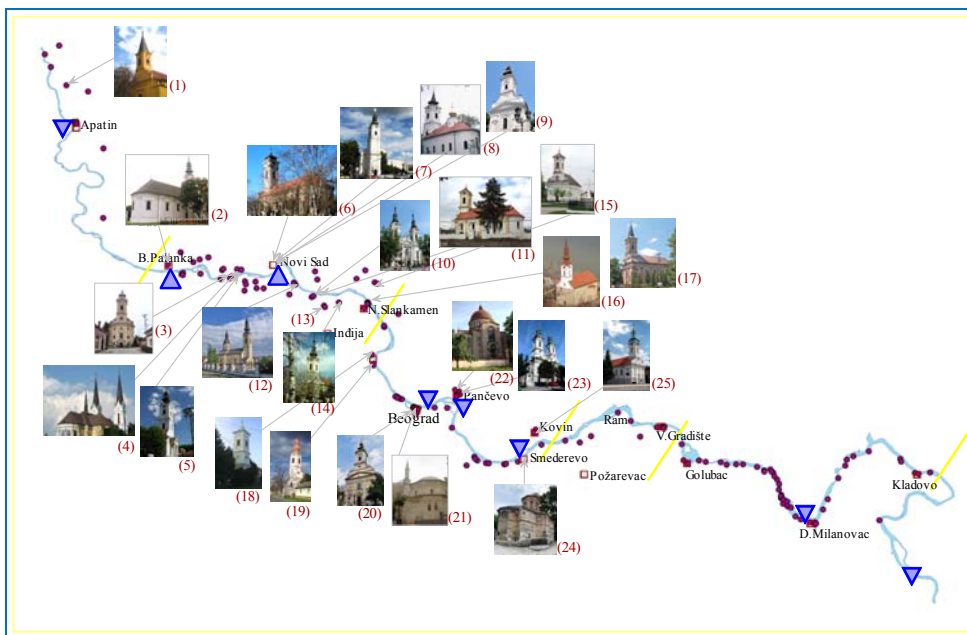 (1)
Apatin
(2)
(6)
(7)
(8)
(9)
(15)
B.Palanka
Novi Sad
(10)
(11)
(16)
(17)
(3)
(13)
N.Slankamen
Inđija
(12)
(14)
(4)
(5)
(22)
(23)
(25)
Pančevo
Beograd
Kovin
Ram
V.Gradište
Smederevo
Požarevac
Golubac
Kladovo
(18)
(19)
(20)
(21)
(24)
D.Milanovac